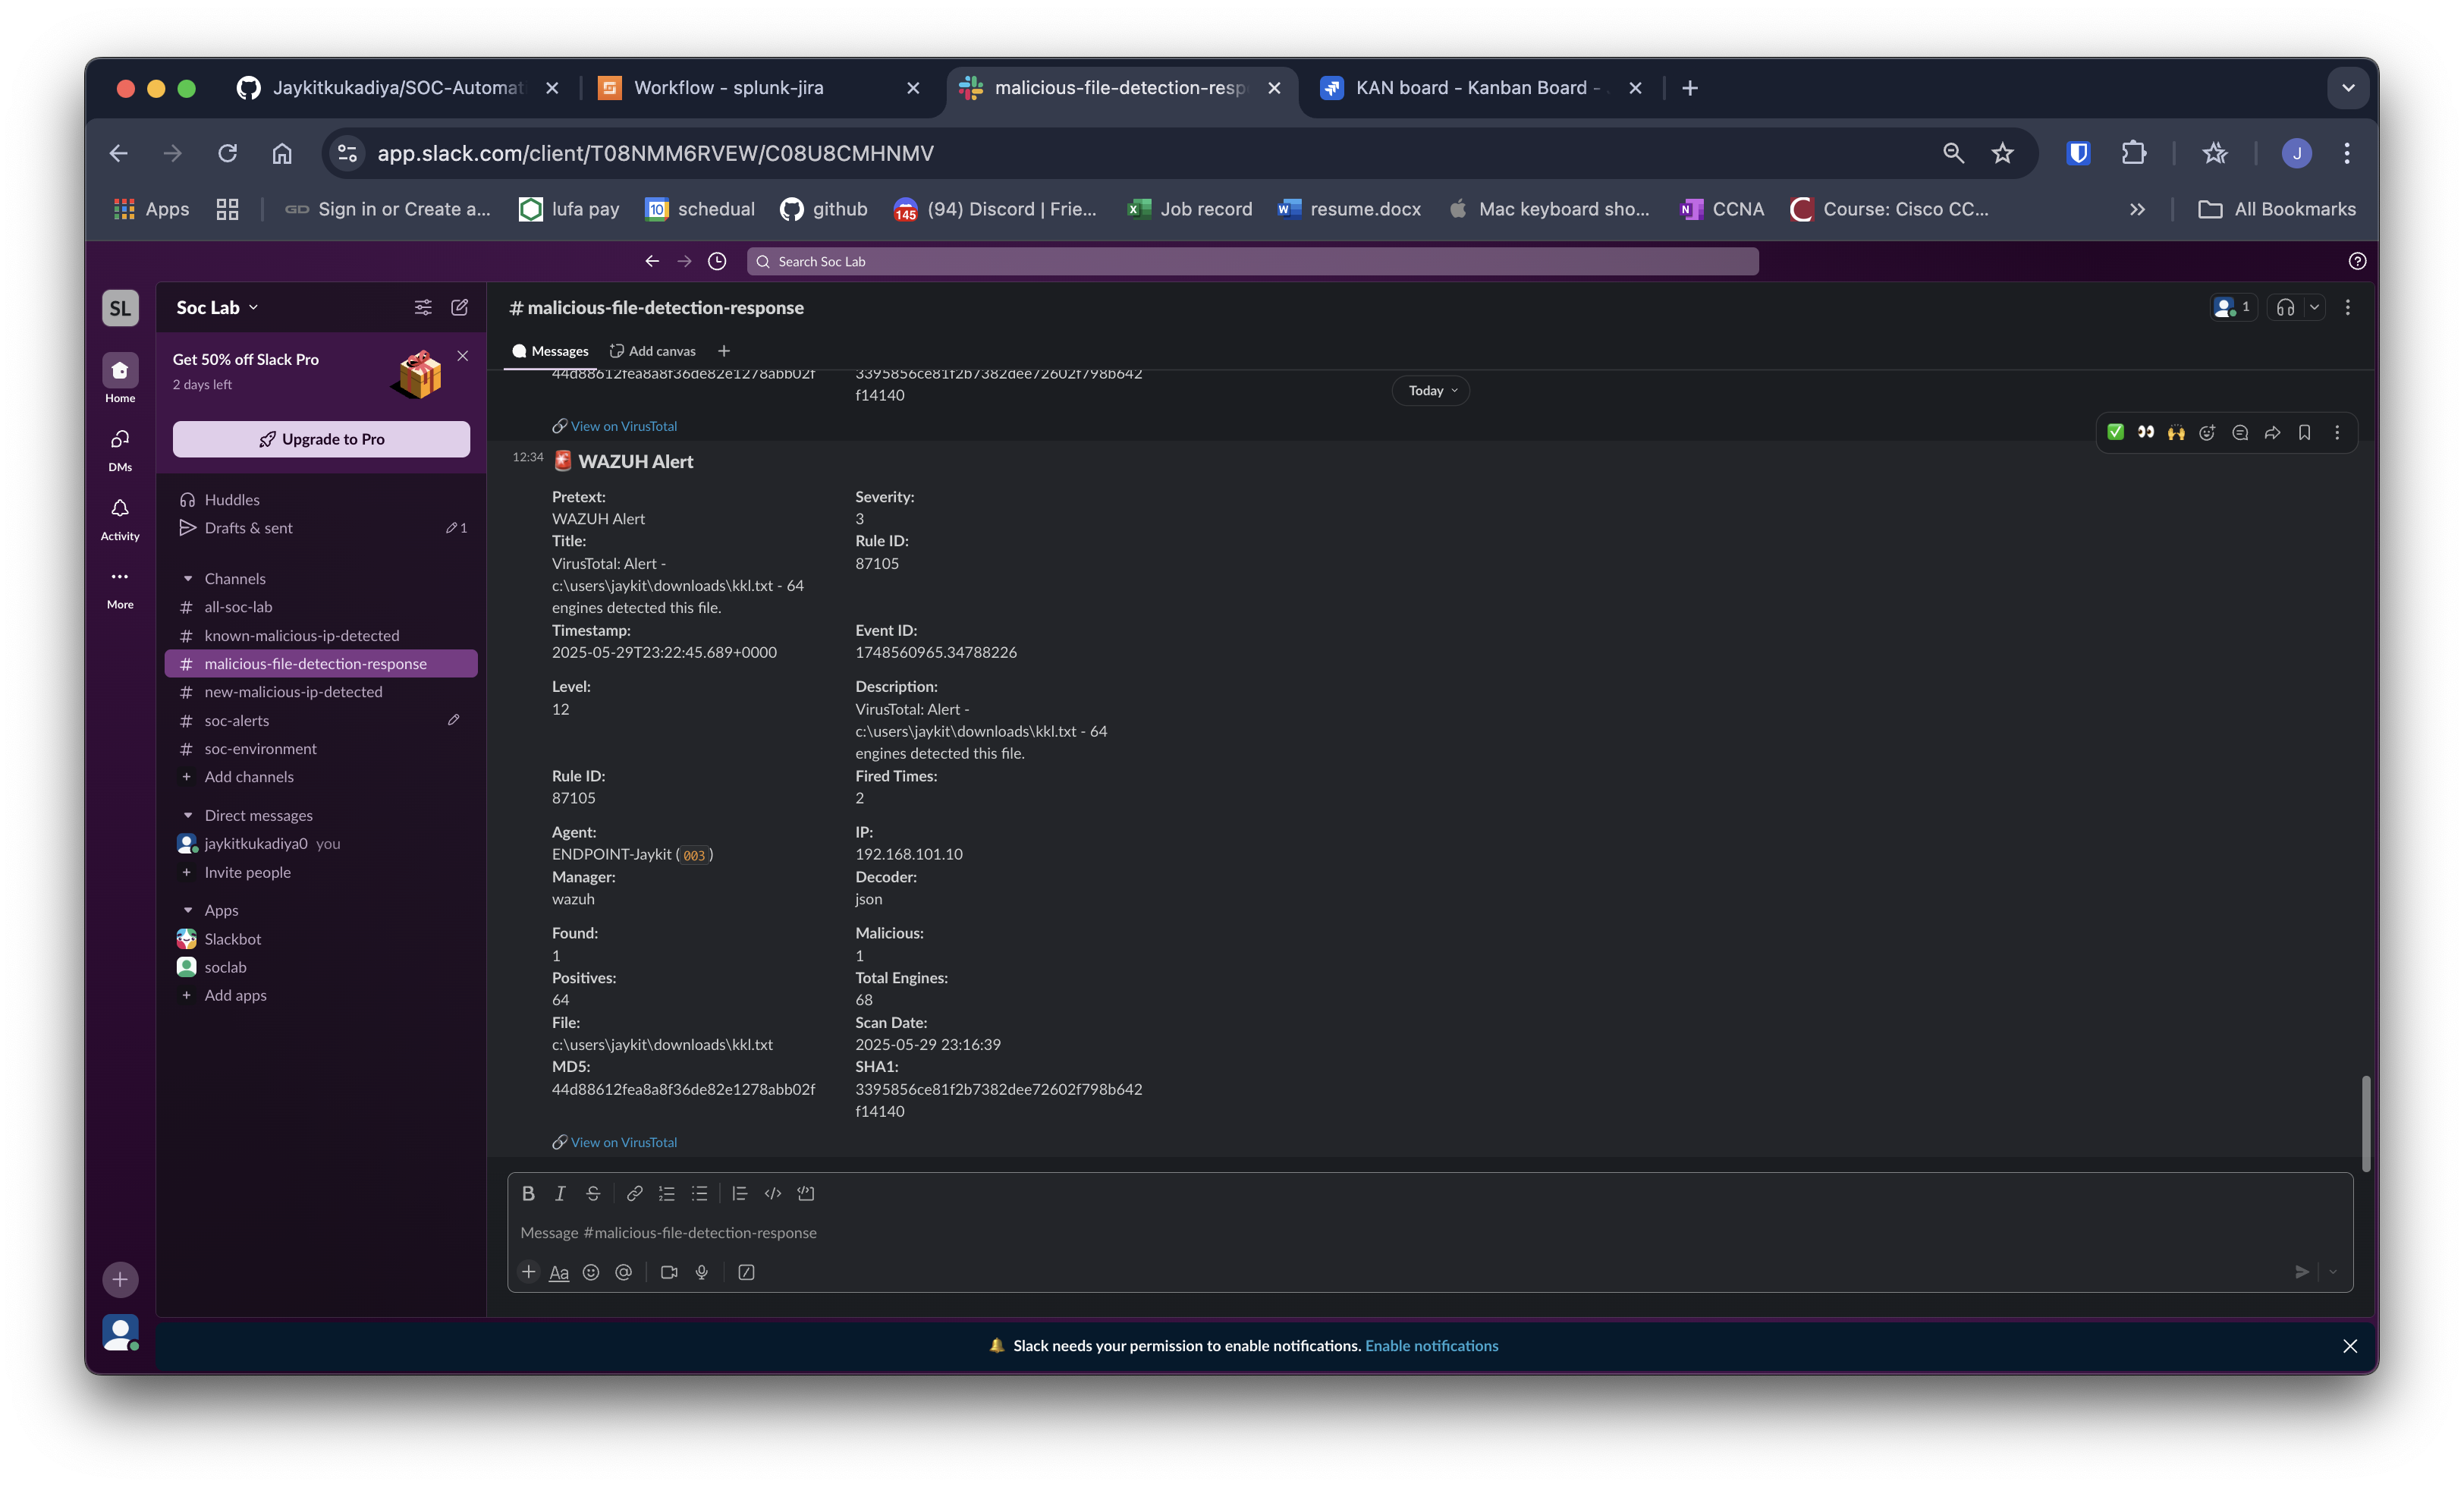 Jaykitkukadiya/SOC-Automat
Workflow - splunk-jira
malicious-file-detection-resp
KAN board - Kanban Board -
app.slack.com/client/T08NMM6RVEW/C08U8CMHNMV
J
Apps
GD Sign in or Create a...
lufa pay
10 schedual
github
145 (94) Discord | Frie...
Job record
resume.docx
Mac keyboard sho...
CCNA
Course: Cisco CC...
All Bookmarks
Search Soc Lab
SL
Home
DMs
Activity
More
Soc Lab
Get 50% off Slack Pro
2 days left
Upgrade to Pro
Huddles
Drafts & sent 1
Channels
# all-soc-lab
# known-malicious-ip-detected
# malicious-file-detection-response
# new-malicious-ip-detected
# soc-alerts
# soc-environment
+ Add channels
Direct messages
jaykitkukadiya0 you
+ Invite people
Apps
Slackbot
soclab
+ Add apps
# malicious-file-detection-response
1
Messages
Add canvas
44d88612fea8a8f36de82e1278abb02f 3395856ce81f2b7382dee72602f798b642
f14140
Today
View on VirusTotal
12:34 WAZUH Alert
Pretext: Severity:
WAZUH Alert 3
Title: Rule ID:
VirusTotal: Alert - 87105
c:\users\jaykit\downloads\kkl.txt - 64
engines detected this file.
Timestamp: Event ID:
2025-05-29T23:22:45.689+0000 1748560965.34788226
Level: Description:
12 VirusTotal: Alert -
c:\users\jaykit\downloads\kkl.txt - 64
engines detected this file.
Rule ID: Fired Times:
87105 2
Agent: IP:
ENDPOINT-Jaykit (003) 192.168.101.10
Manager: Decoder:
wazuh json
Found: Malicious:
1 1
Positives: Total Engines:
64 68
File: Scan Date:
c:\users\jaykit\downloads\kkl.txt 2025-05-29 23:16:39
MD5: SHA1:
44d88612fea8a8f36de82e1278abb02f 3395856ce81f2b7382dee72602f798b642
f14140
View on VirusTotal
Message #malicious-file-detection-response
Aa
Slack needs your permission to enable notifications. Enable notifications